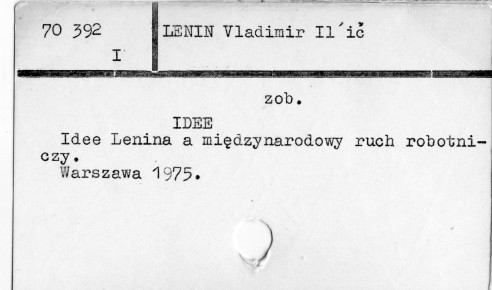 70 392
I
LENIN Vladimir Il´ič
zob.
IDEE
Idee Lenina a międzynarodowy ruch robotni-
czy.
Warszawa 1975.